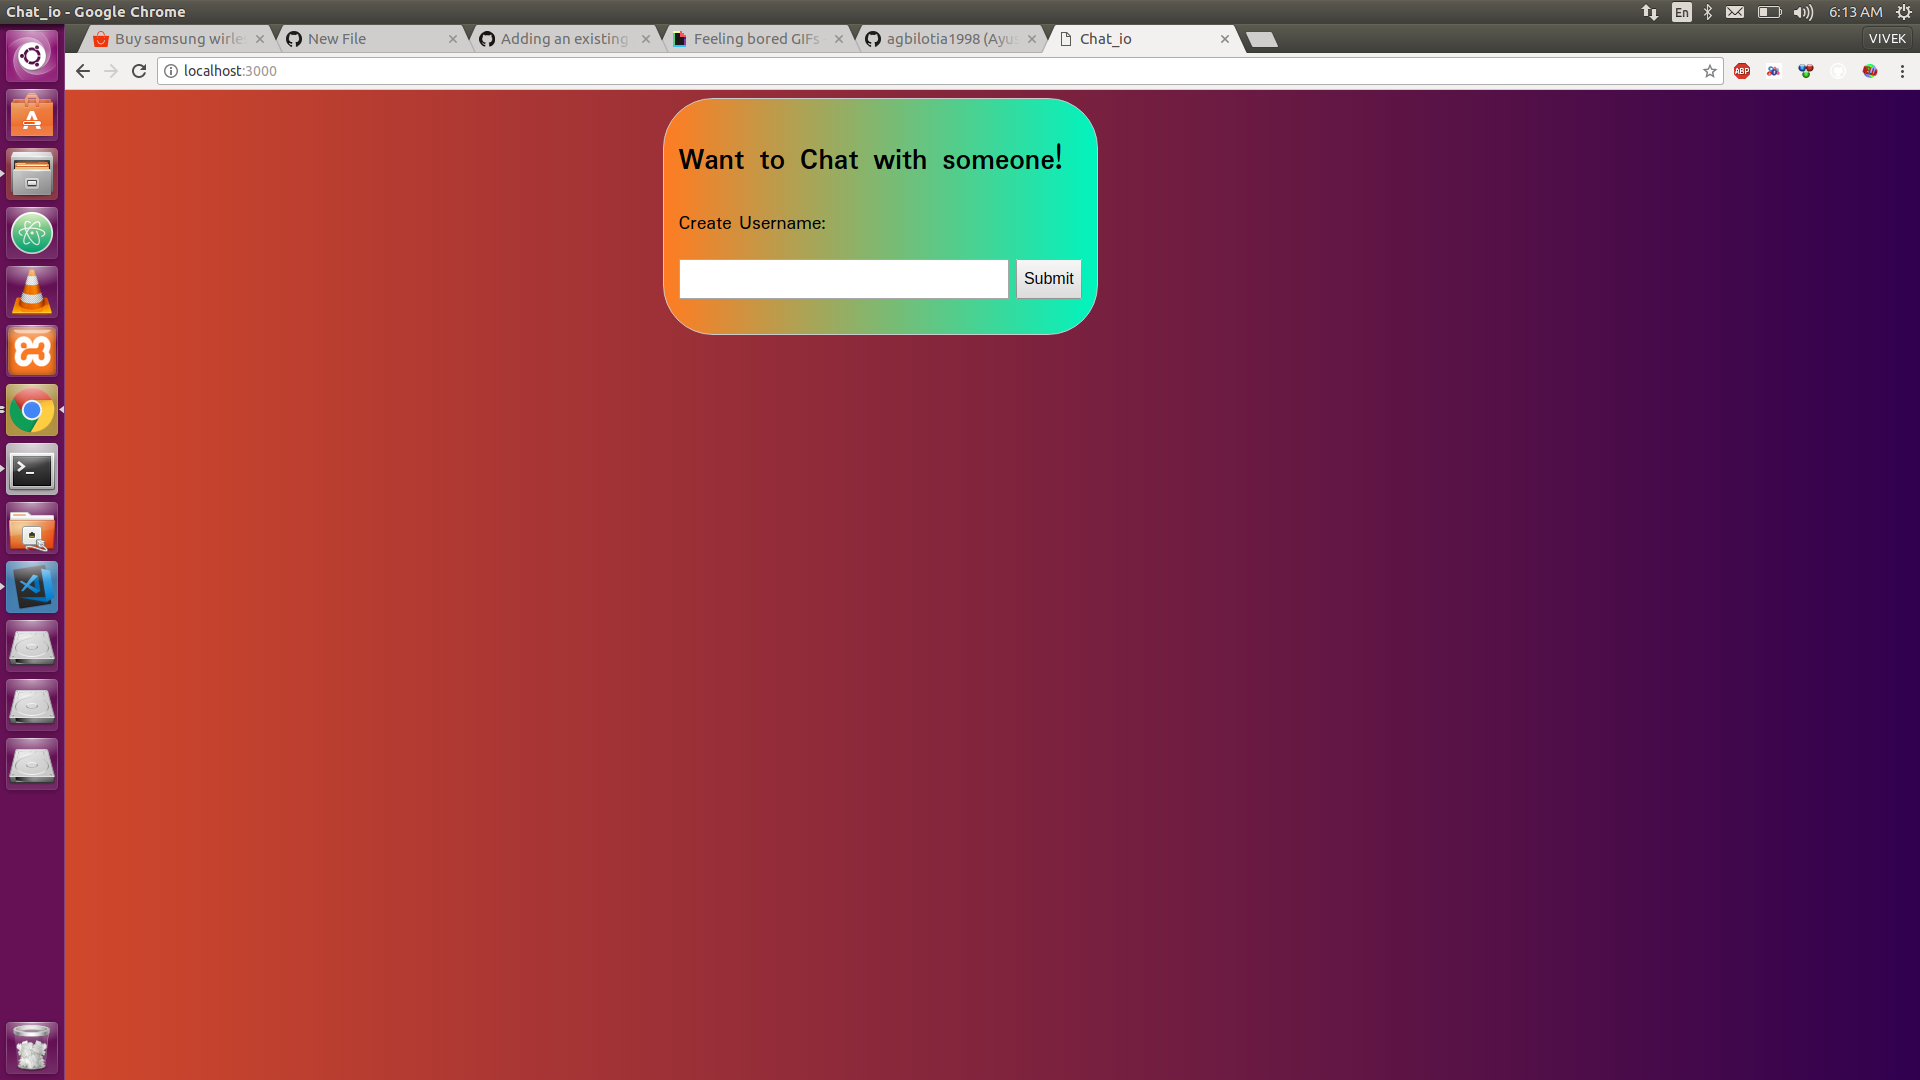 Chat_io - Google Chrome
En
6:13 AM
Buy samsung wirle
New File
Adding an existing
Feeling bored GIFs
agbilotia1998 (Ayu
Chat_io
VIVEK
localhost:3000
ABP
Want to Chat with someone!
Create Username:
Submit